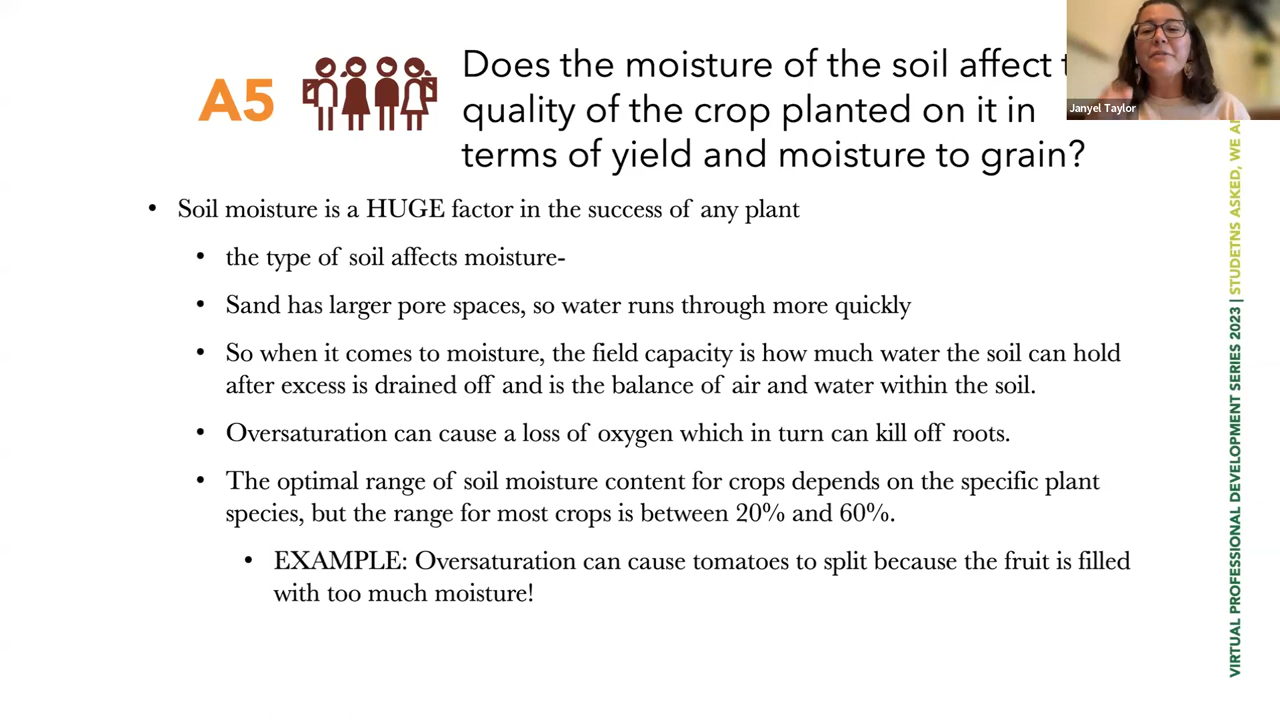 A5
Does the moisture of the soil affect
quality of the crop planted on it in
terms of yield and moisture to grain?
Janyel Taylor
• Soil moisture is a HUGE factor in the success of any plant
• the type of soil affects moisture-
• Sand has larger pore spaces, so water runs through more quickly
• So when it comes to moisture, the field capacity is how much water the soil can hold
after excess is drained off and is the balance of air and water within the soil.
• Oversaturation can cause a loss of oxygen which in turn can kill off roots.
• The optimal range of soil moisture content for crops depends on the specific plant
species, but the range for most crops is between 20% and 60%.
• EXAMPLE: Oversaturation can cause tomatoes to split because the fruit is filled
with too much moisture!
VIRTUAL PROFESSIONAL DEVELOPMENT SERIES 2023 | STUDETNS ASKED, WE